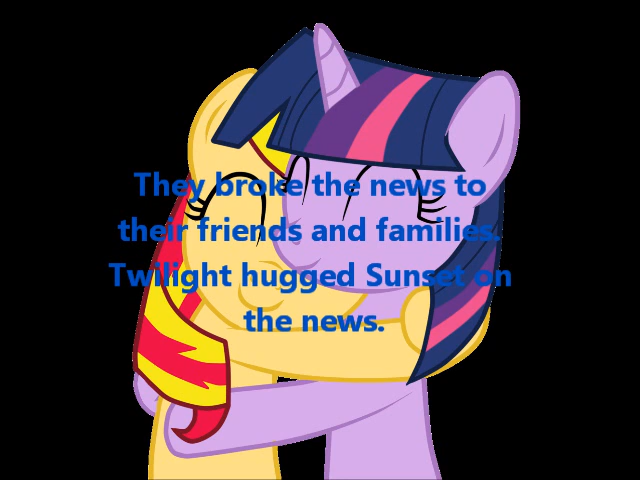 They broke the news to
their friends and families.
Twilight hugged Sunset on
the news.